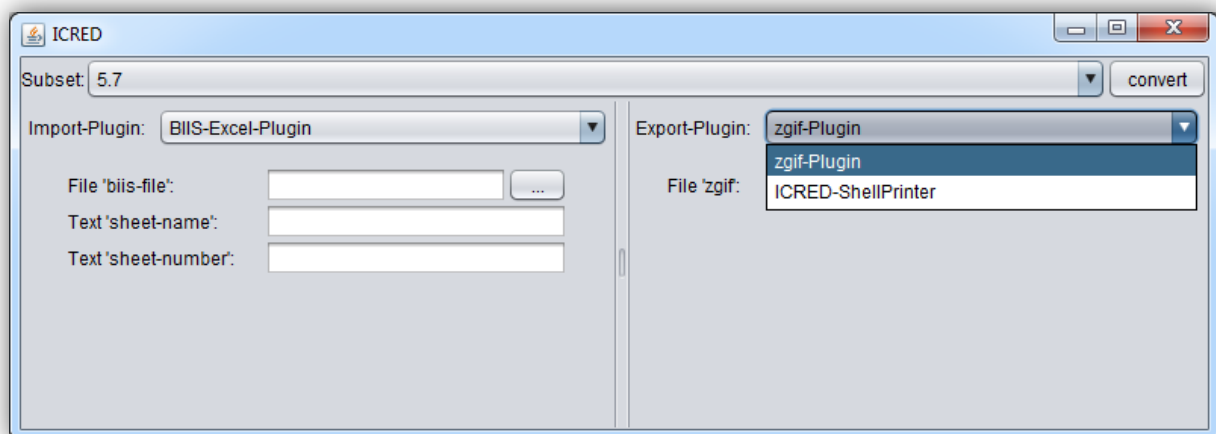 ICRED
Subset: 5.7 convert
Import-Plugin: BIIS-Excel-Plugin
File 'biis-file': ...
Text 'sheet-name':
Text 'sheet-number':
Export-Plugin: zgif-Plugin
zgif-Plugin
ICRED-ShellPrinter
File 'zgif':